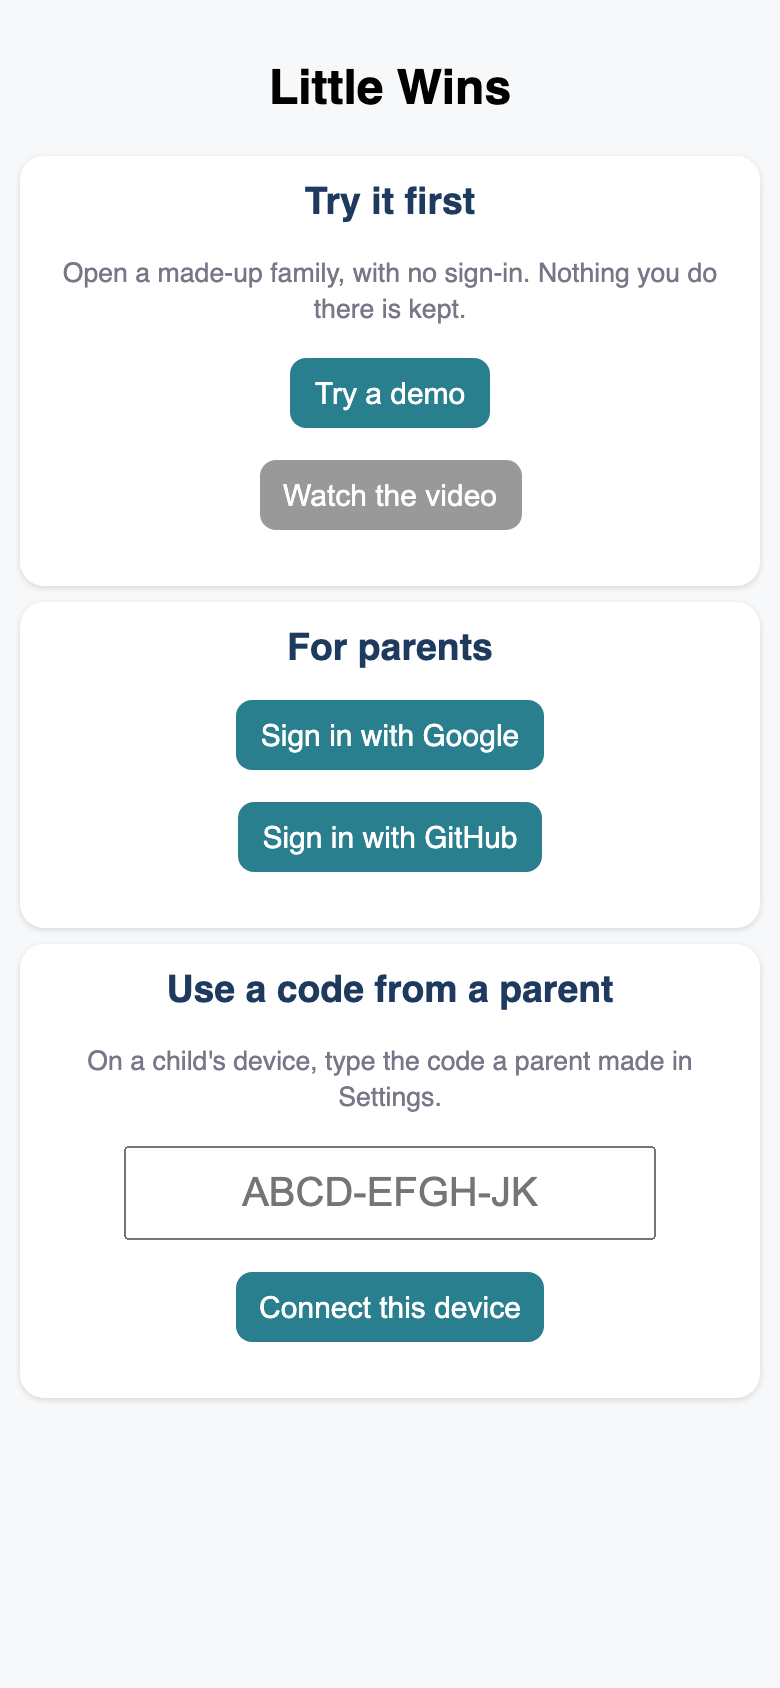 Little Wins
Try it first
Open a made-up family, with no sign-in. Nothing you do
there is kept.
Try a demo
Watch the video
For parents
Sign in with Google
Sign in with GitHub
Use a code from a parent
On a child's device, type the code a parent made in
Settings.
ABCD-EFGH-JK
Connect this device